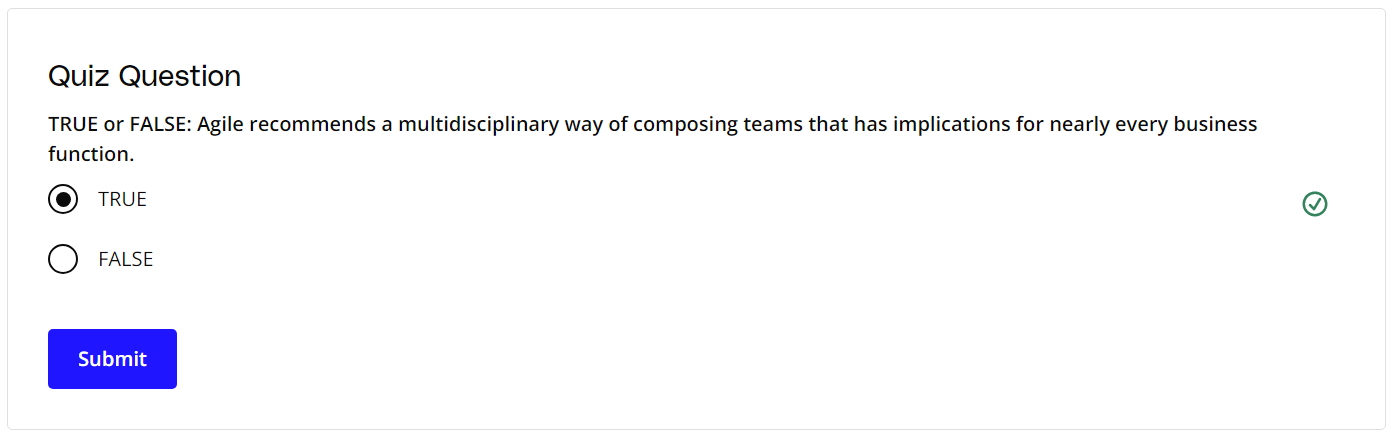 Quiz Question
TRUE or FALSE: Agile recommends a multidisciplinary way of composing teams that has implications for nearly every business
function.
TRUE
FALSE
Submit